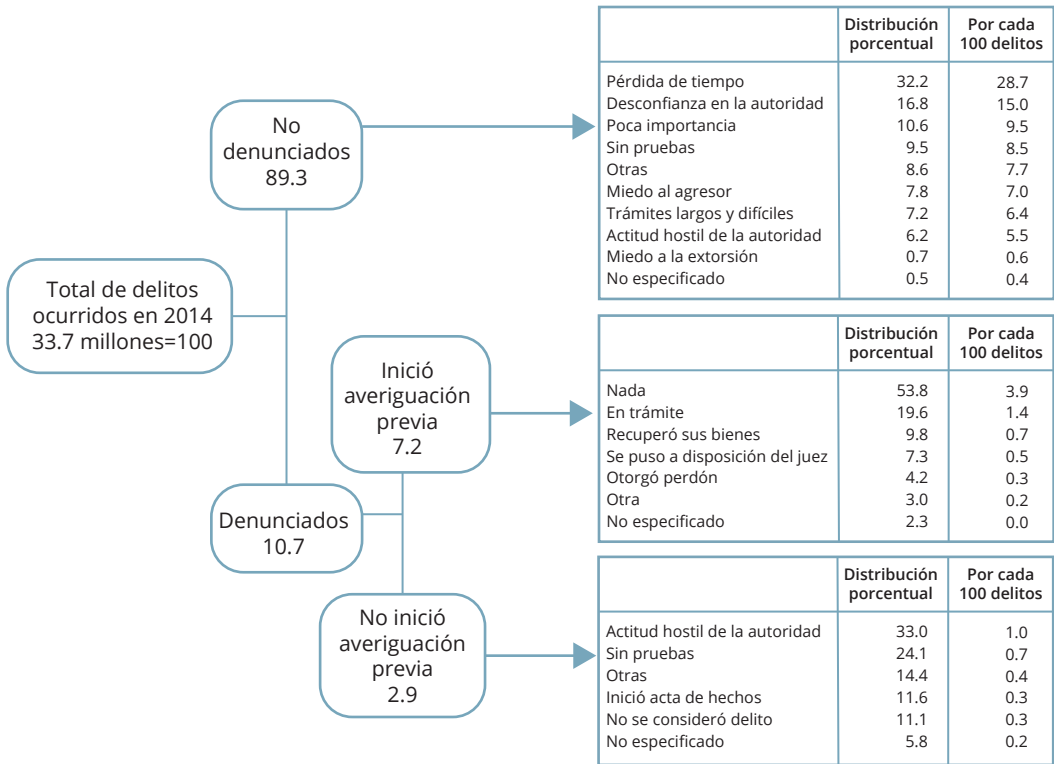 Total de delitos
ocurridos en 2014
33.7 millones=100
No
denunciados
89.3
Denunciados
10.7
Inició
averiguación
previa
7.2
No inició
averiguación
previa
2.9
Distribución Por cada
porcentual 100 delitos
Pérdida de tiempo 32.2 28.7
Desconfianza en la autoridad 16.8 15.0
Poca importancia 10.6 9.5
Sin pruebas 9.5 8.5
Otras 8.6 7.7
Miedo al agresor 7.8 7.0
Trámites largos y difíciles 7.2 6.4
Actitud hostil de la autoridad 6.2 5.5
Miedo a la extorsión 0.7 0.6
No especificado 0.5 0.4
Distribución Por cada
porcentual 100 delitos
Nada 53.8 3.9
En trámite 19.6 1.4
Recuperó sus bienes 9.8 0.7
Se puso a disposición del juez 7.3 0.5
Otorgó perdón 4.2 0.3
Otra 3.0 0.2
No especificado 2.3 0.0
Distribución Por cada
porcentual 100 delitos
Actitud hostil de la autoridad 33.0 1.0
Sin pruebas 24.1 0.7
Otras 14.4 0.4
Inició acta de hechos 11.6 0.3
No se consideró delito 11.1 0.3
No especificado 5.8 0.2